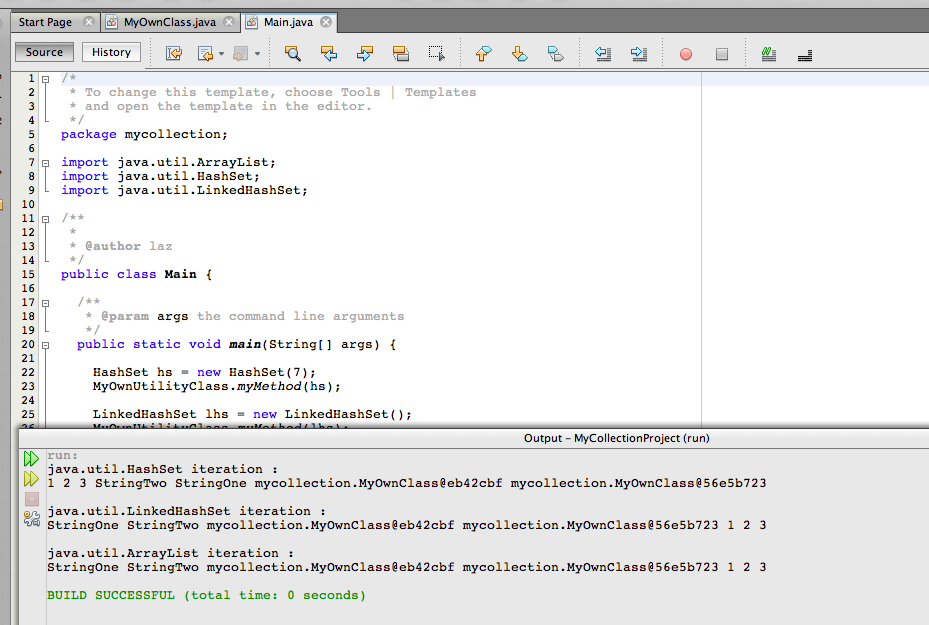 Start Page MyOwnClass.java Main.java
Source History
1 /*
2 * To change this template, choose Tools | Templates
3 * and open the template in the editor.
4 */
5 package mycollection;
6
7 import java.util.ArrayList;
8 import java.util.HashSet;
9 import java.util.LinkedHashSet;
10
11 /**
12 *
13 * @author laz
14 */
15 public class Main {
16
17 /**
18 * @param args the command line arguments
19 */
20 public static void main(String[] args) {
21
22 HashSet hs = new HashSet(7);
23 MyOwnUtilityClass.myMethod(hs);
24
25 LinkedHashSet lhs = new LinkedHashSet();
26 MyOwnUtilityClass.myMethod(lhs);
Output - MyCollectionProject (run)
run:
java.util.HashSet iteration :
1 2 3 StringTwo StringOne mycollection.MyOwnClass@eb42cbf mycollection.MyOwnClass@56e5b723
java.util.LinkedHashSet iteration :
StringOne StringTwo mycollection.MyOwnClass@eb42cbf mycollection.MyOwnClass@56e5b723 1 2 3
java.util.ArrayList iteration :
StringOne StringTwo mycollection.MyOwnClass@eb42cbf mycollection.MyOwnClass@56e5b723 1 2 3
BUILD SUCCESSFUL (total time: 0 seconds)